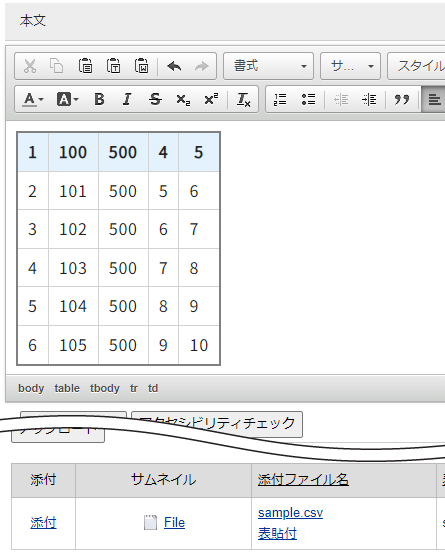 本文
書式 サ... スタイル
A A B I S x₂ x² Tx
1 100 500 4 5
2 101 500 5 6
3 102 500 6 7
4 103 500 7 8
5 104 500 8 9
6 105 500 9 10
body table tbody tr td
アクセシビリティチェック
添付 サムネイル 添付ファイル名
添付 File sample.csv
表貼付